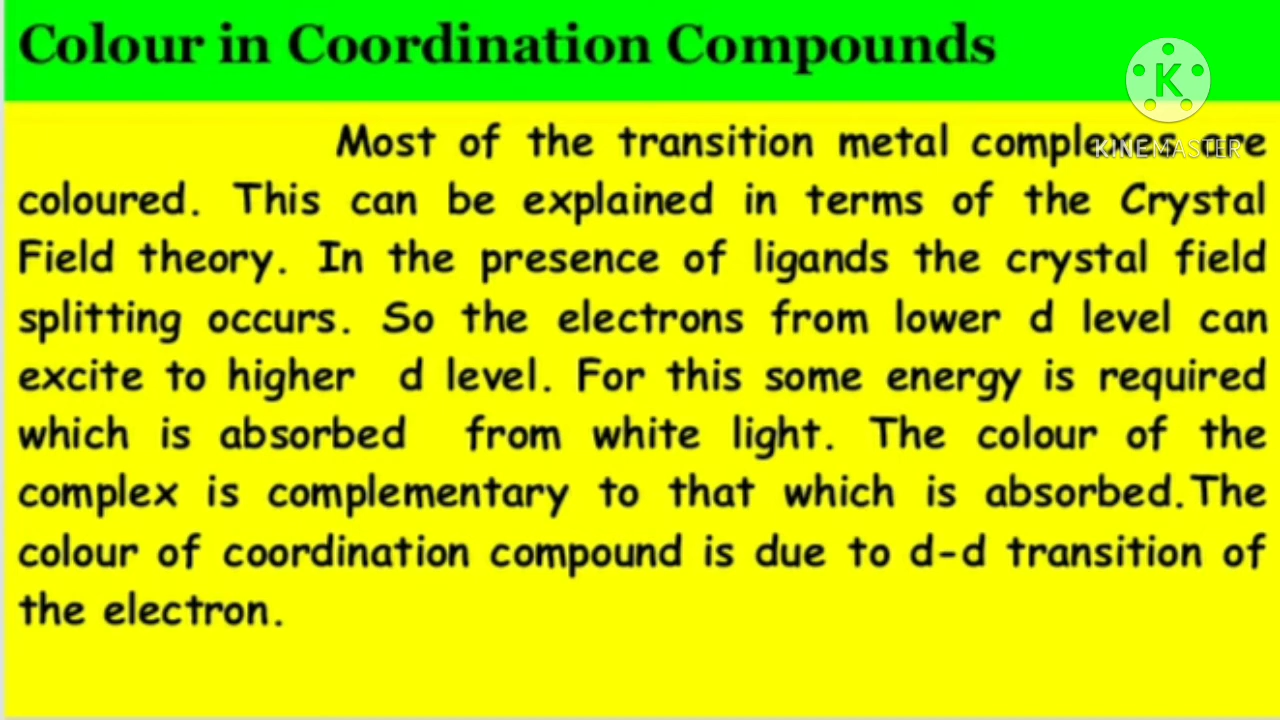 Colour in Coordination Compounds
K
KINEMASTER
Most of the transition metal complexes are
coloured. This can be explained in terms of the Crystal
Field theory. In the presence of ligands the crystal field
splitting occurs. So the electrons from lower d level can
excite to higher d level. For this some energy is required
which is absorbed from white light. The colour of the
complex is complementary to that which is absorbed.The
colour of coordination compound is due to d-d transition of
the electron.